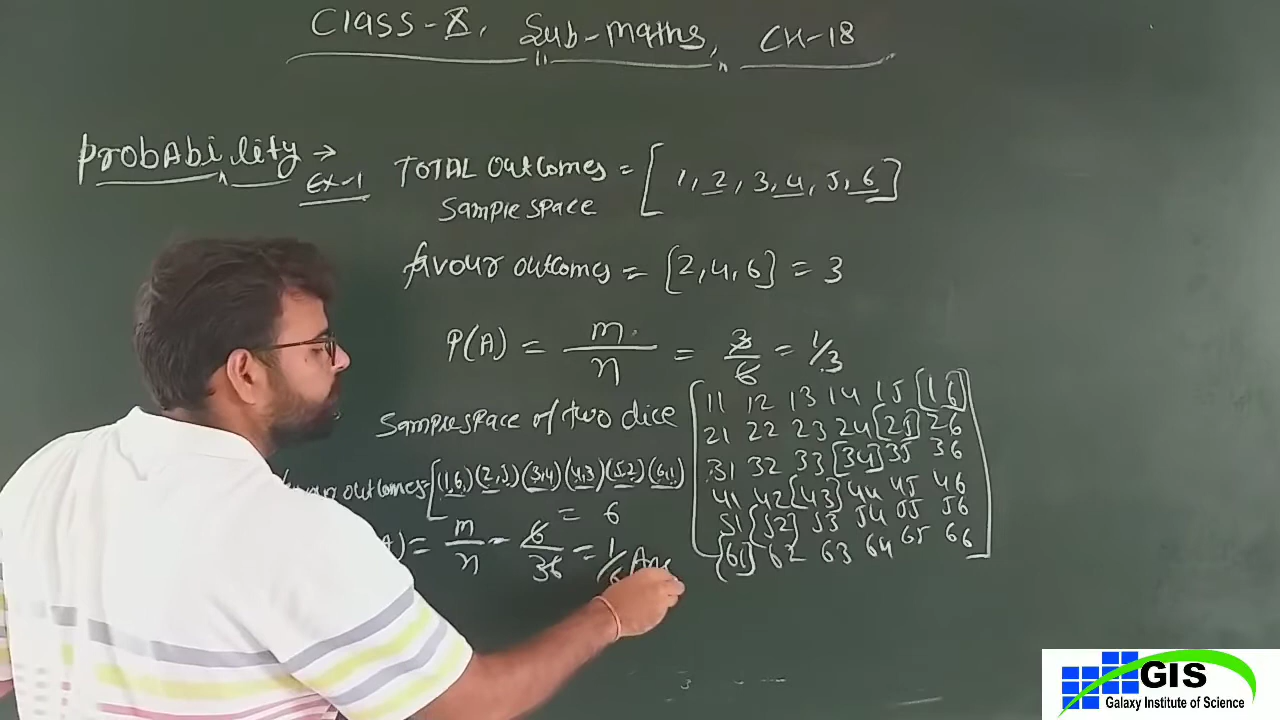 Class-X, Sub-maths, CH-18
probAbility → TOTAL outcomes = [1, 2, 3, 4, 5, 6]
Ex-1
Sample space
favour outcomes = [2, 4, 6] = 3
P(A) = m/n = 3/6 = 1/3
Sample space of two dice
11 12 13 14 15 [16]
21 22 23 24 [25] 26
31 32 33 [34] 35 36
41 42 [43] 44 45 46
51 [52] 53 54 55 56
[61] 62 63 64 65 66
outcomes = [(1,6) (2,5) (3,4) (4,3) (5,2) (6,1)]
= 6
) = m/n = 6/36 = 1/6 Ans
GIS
Galaxy Institute of Science